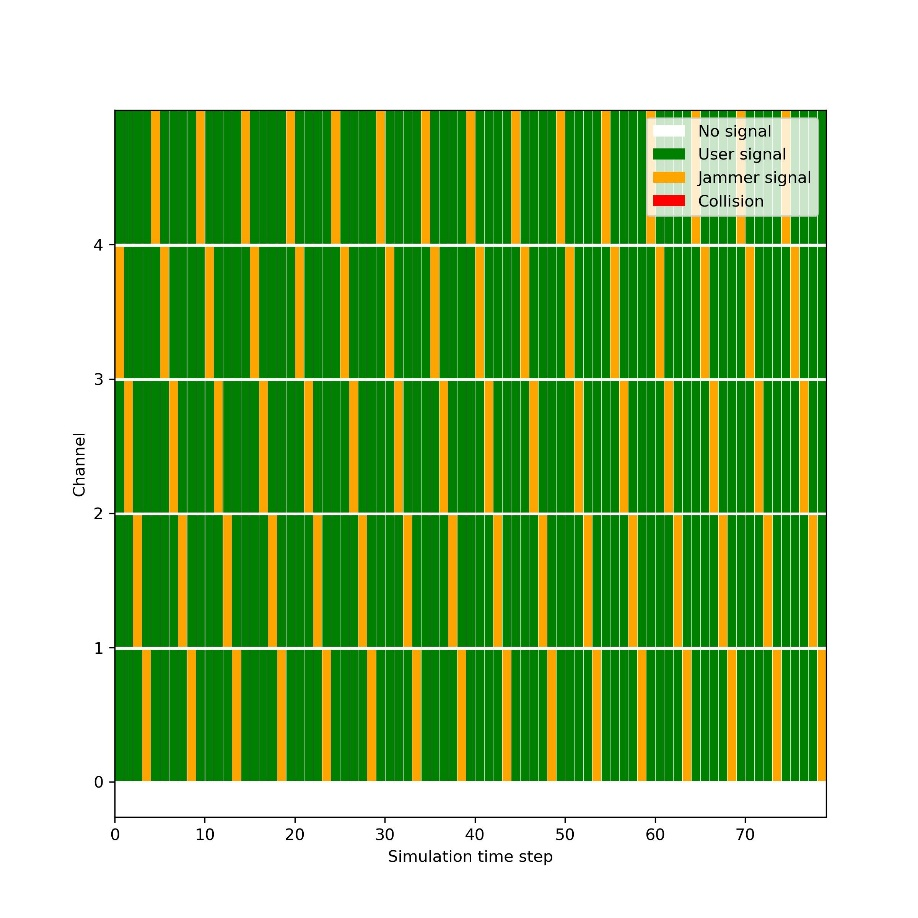 No signal
User signal
Jammer signal
Collision
4
3
2
1
0
Channel
0 10 20 30 40 50 60 70
Simulation time step